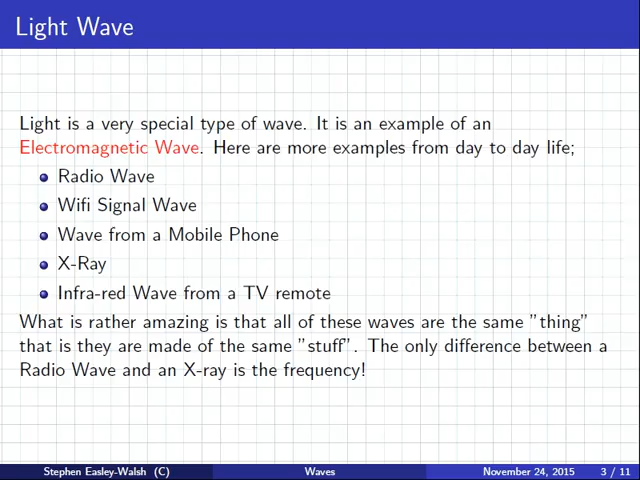 Light Wave
Light is a very special type of wave. It is an example of an
Electromagnetic Wave. Here are more examples from day to day life;
Radio Wave
Wifi Signal Wave
Wave from a Mobile Phone
X-Ray
Infra-red Wave from a TV remote
What is rather amazing is that all of these waves are the same "thing"
that is they are made of the same "stuff". The only difference between a
Radio Wave and an X-ray is the frequency!
Stephen Easley-Walsh (C) Waves November 24, 2015 3 / 11